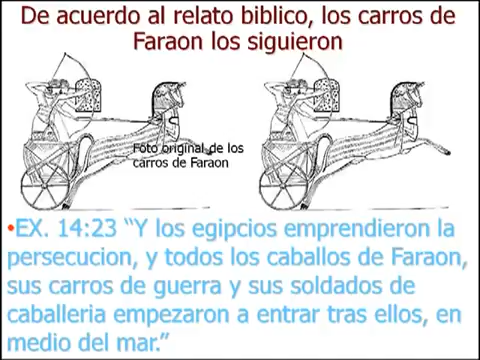 De acuerdo al relato biblico, los carros de
Faraon los siguieron
Foto original de los
carros de Faraon
•EX. 14:23 “Y los egipcios emprendieron la
persecucion, y todos los caballos de Faraon,
sus carros de guerra y sus soldados de
caballeria empezaron a entrar tras ellos, en
medio del mar.”